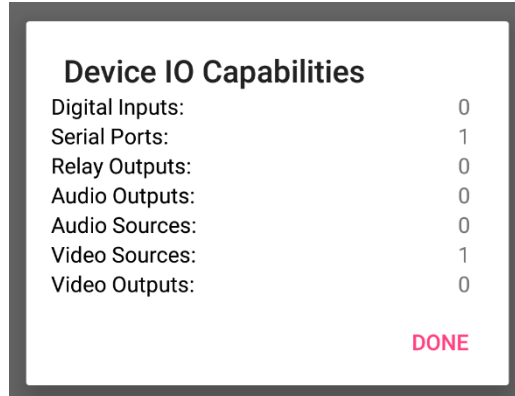 Device IO Capabilities
Digital Inputs: 0
Serial Ports: 1
Relay Outputs: 0
Audio Outputs: 0
Audio Sources: 0
Video Sources: 1
Video Outputs: 0
DONE